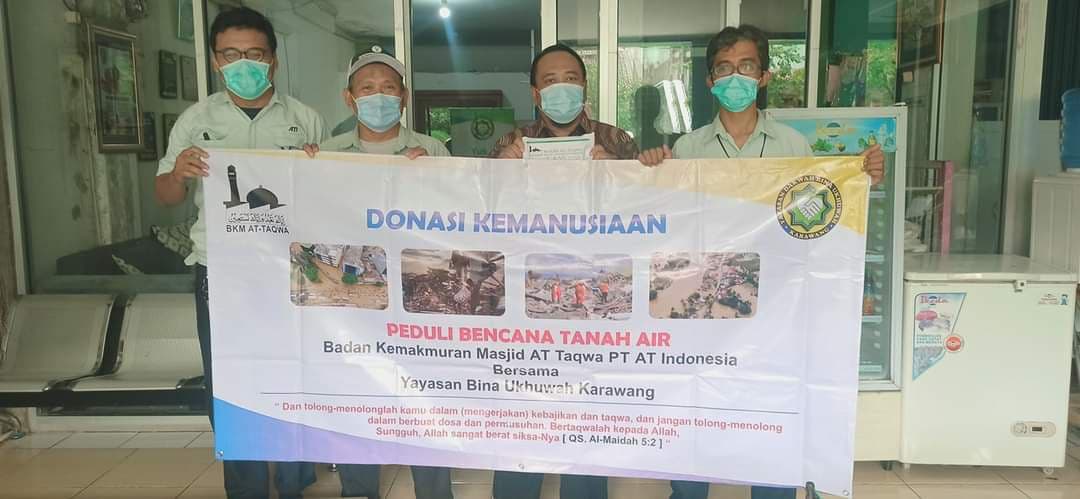 ATI
BKM AT-TAQWA
DONASI KEMANUSIAAN
KARAWANG
PEDULI BENCANA TANAH AIR
Badan Kemakmuran Masjid AT Taqwa PT AT Indonesia
Bersama
Yayasan Bina Ukhuwah Karawang
“ Dan tolong-menolonglah kamu dalam (mengerjakan) kebajikan dan taqwa, dan jangan tolong-menolong
dalam berbuat dosa dan permusuhan. Bertaqwalah kepada Allah,
Sungguh, Allah sangat berat siksa-Nya [ QS. Al-Maidah 5:2 ] “